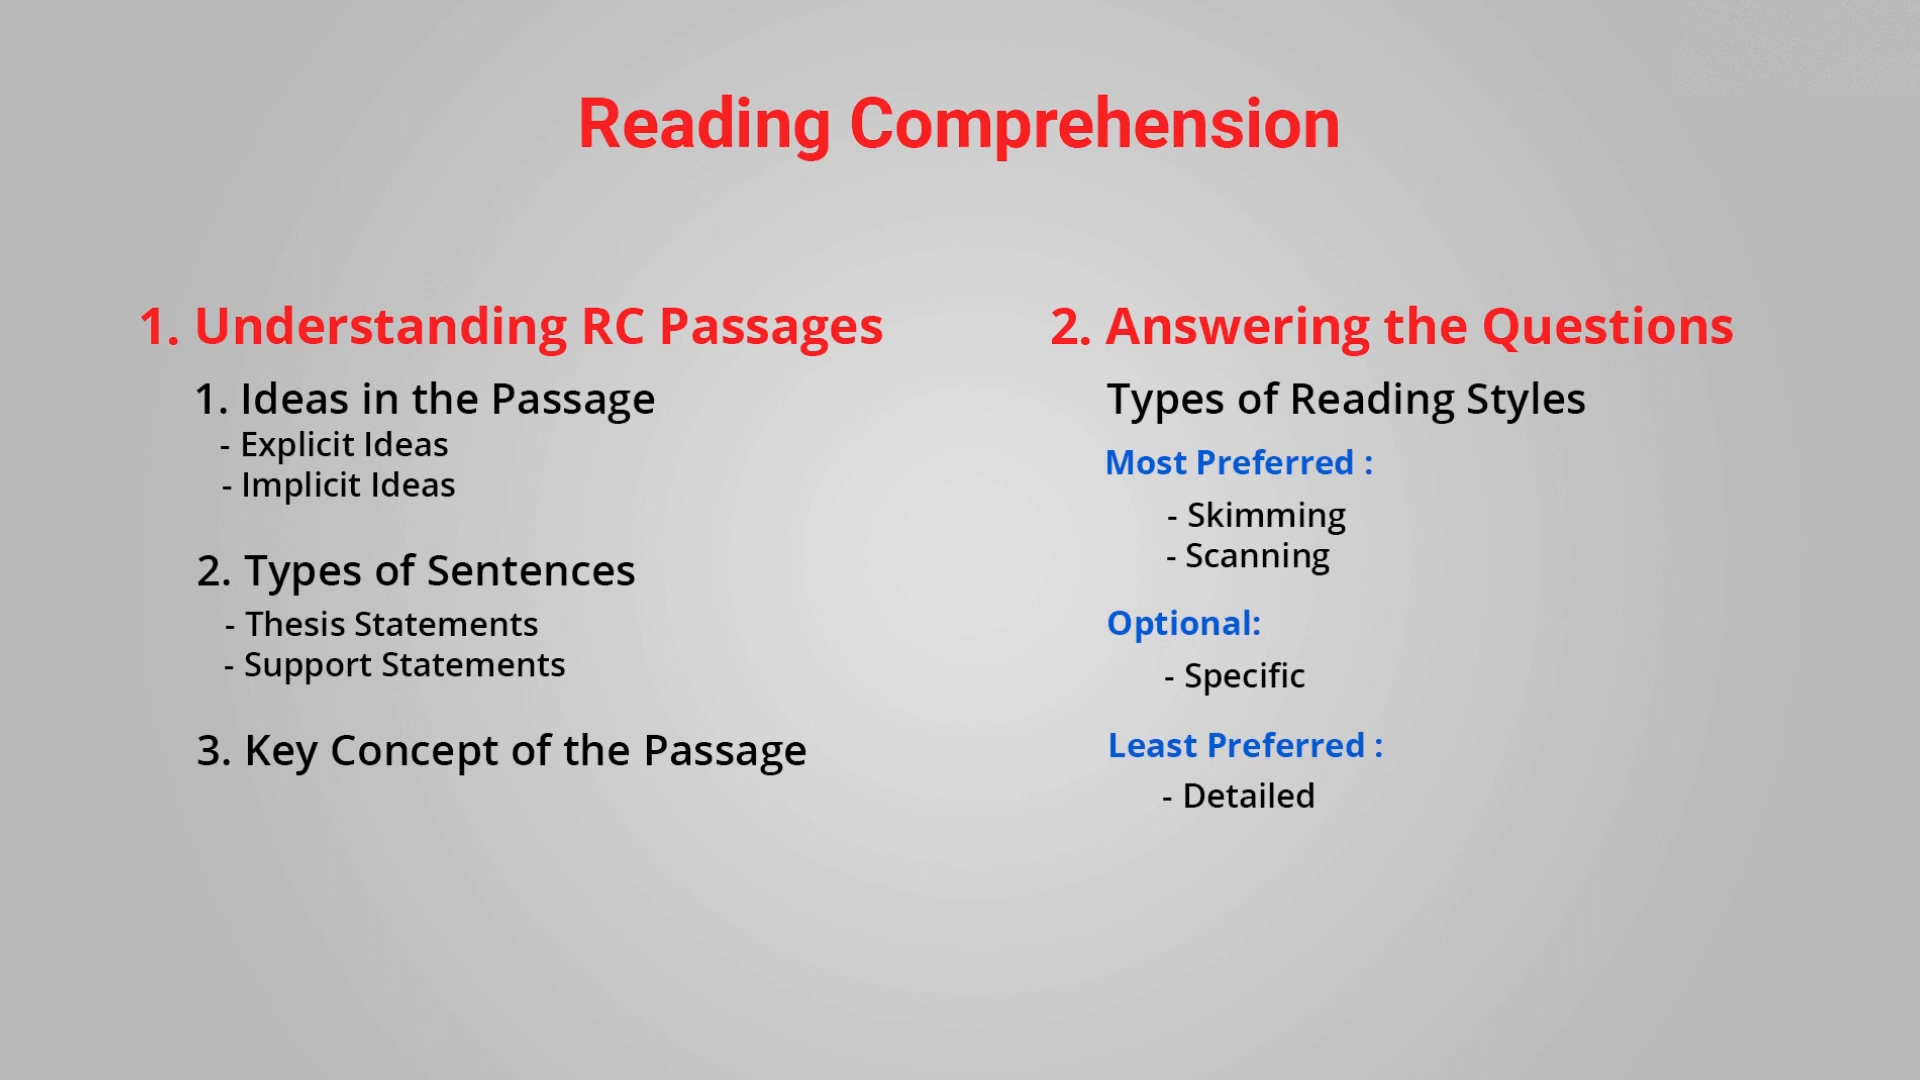 Reading Comprehension
1. Understanding RC Passages
1. Ideas in the Passage
- Explicit Ideas
- Implicit Ideas
2. Types of Sentences
- Thesis Statements
- Support Statements
3. Key Concept of the Passage
2. Answering the Questions
Types of Reading Styles
Most Preferred :
- Skimming
- Scanning
Optional:
- Specific
Least Preferred :
- Detailed